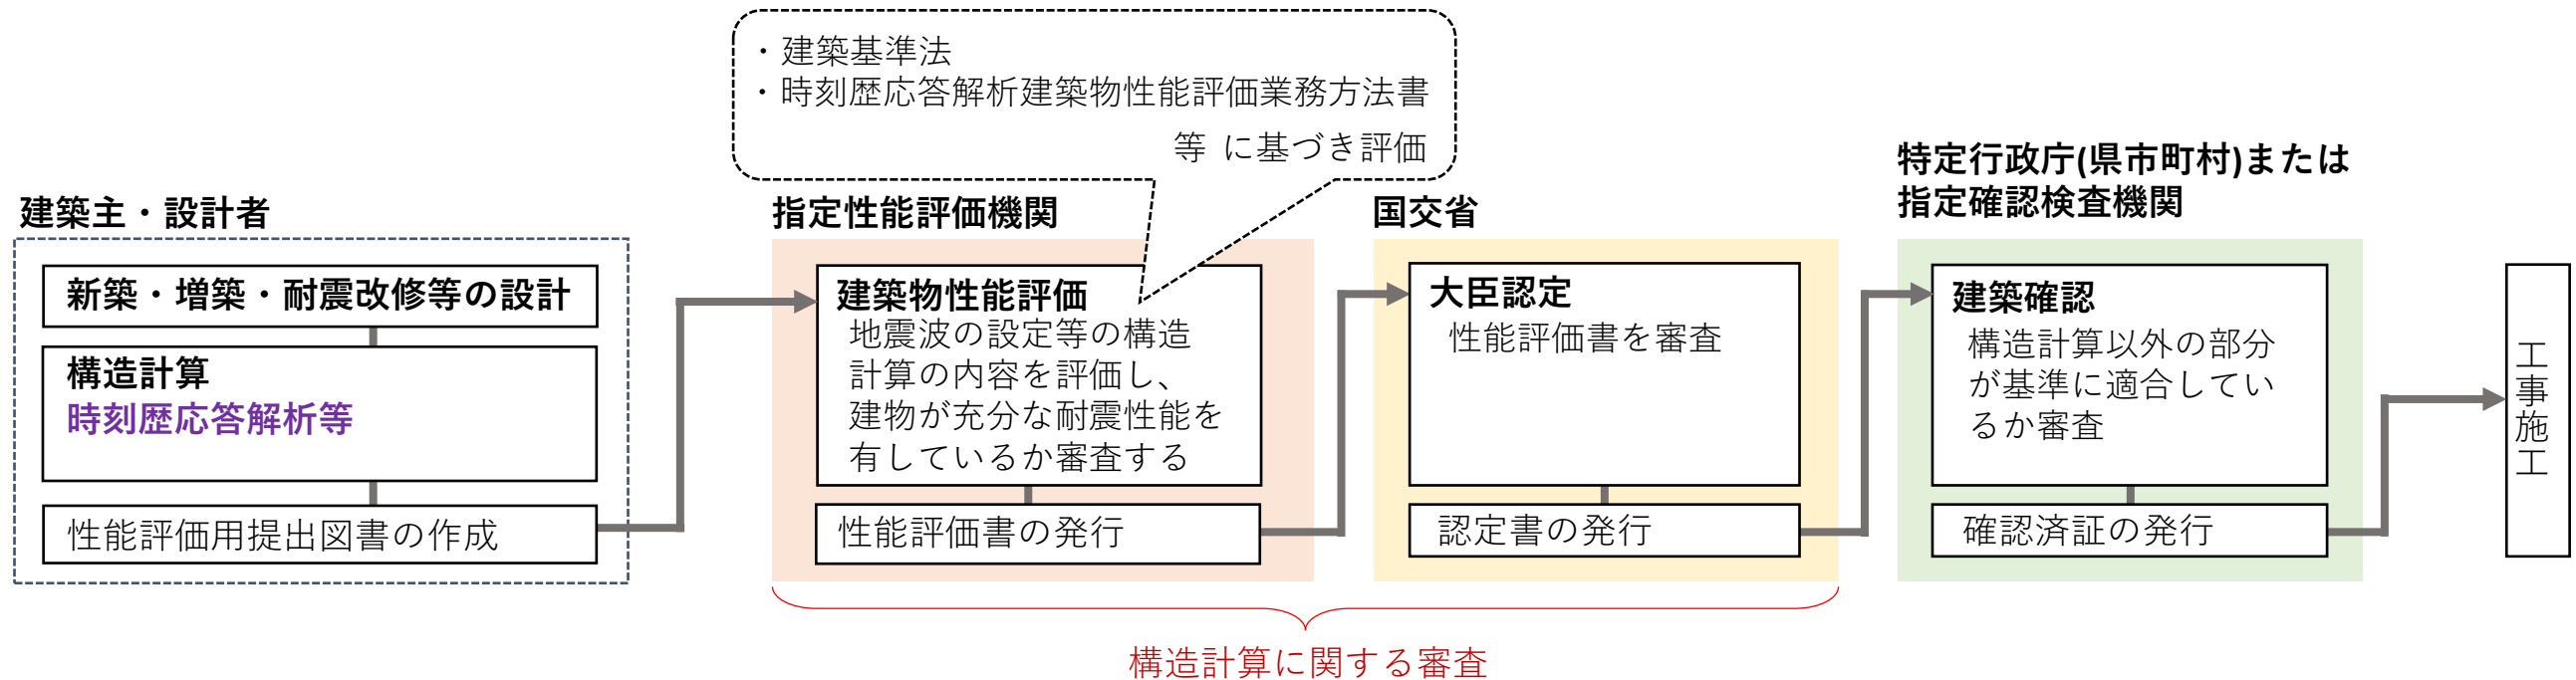 ・建築基準法
・時刻歴応答解析建築物性能評価業務方法書
等 に基づき評価
建築主・設計者
新築・増築・耐震改修等の設計
構造計算
時刻歴応答解析等
性能評価用提出図書の作成
指定性能評価機関
建築物性能評価
地震波の設定等の構造
計算の内容を評価し、
建物が充分な耐震性能を
有しているか審査する
性能評価書の発行
国交省
大臣認定
性能評価書を審査
認定書の発行
特定行政庁(県市町村)または
指定確認検査機関
建築確認
構造計算以外の部分
が基準に適合してい
るか審査
確認済証の発行
工事施工
構造計算に関する審査